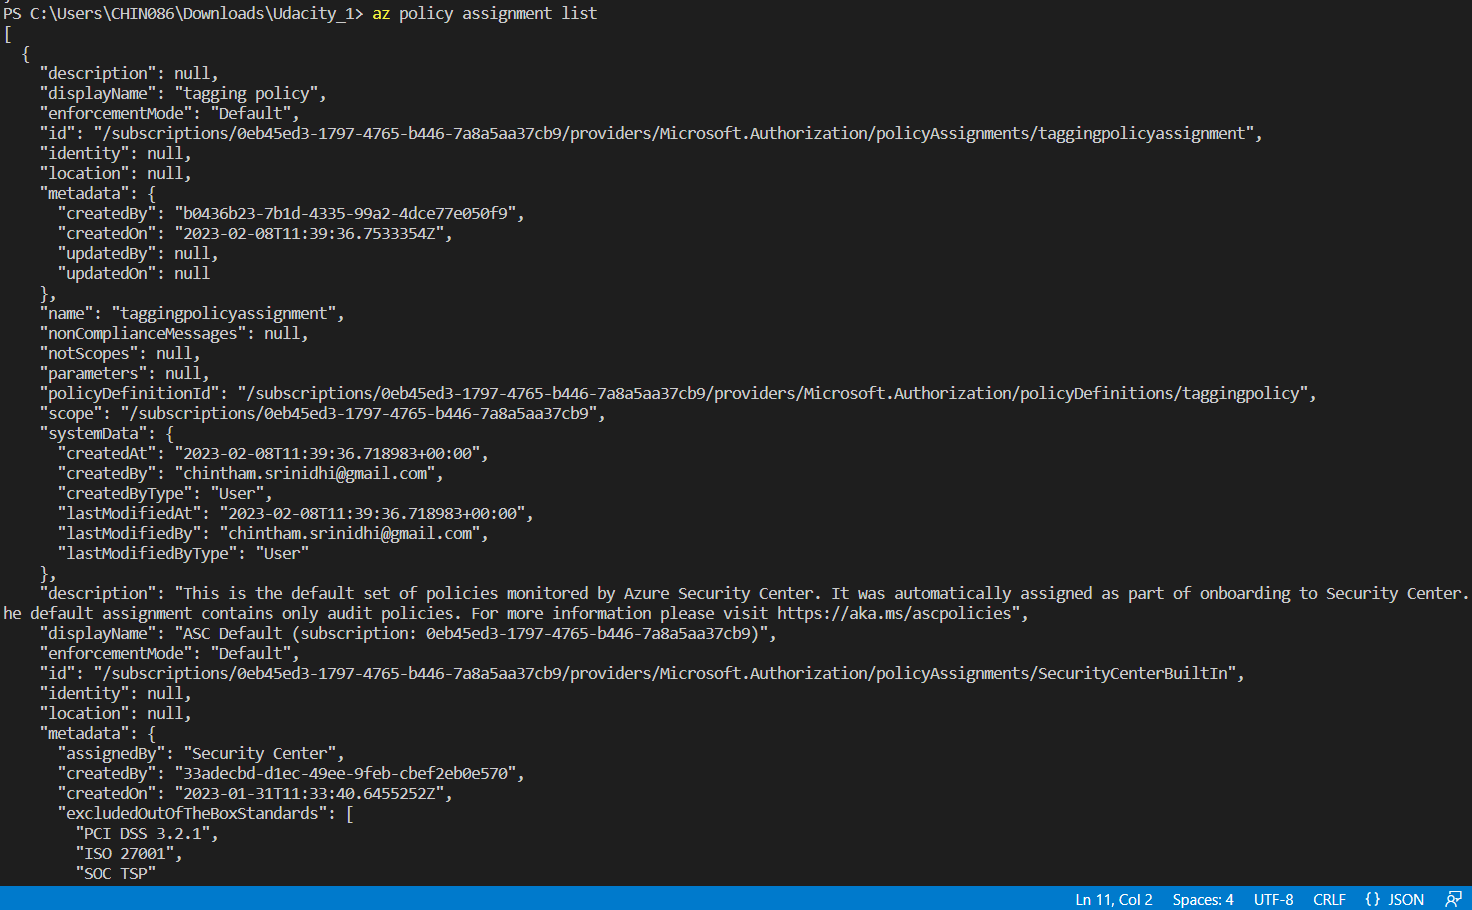 PS C:\Users\CHIN086\Downloads\Udacity_1> az policy assignment list
[
  {
    "description": null,
    "displayName": "tagging policy",
    "enforcementMode": "Default",
    "id": "/subscriptions/0eb45ed3-1797-4765-b446-7a8a5aa37cb9/providers/Microsoft.Authorization/policyAssignments/taggingpolicyassignment",
    "identity": null,
    "location": null,
    "metadata": {
      "createdBy": "b0436b23-7b1d-4335-99a2-4dce77e050f9",
      "createdOn": "2023-02-08T11:39:36.7533354Z",
      "updatedBy": null,
      "updatedOn": null
    },
    "name": "taggingpolicyassignment",
    "nonComplianceMessages": null,
    "notScopes": null,
    "parameters": null,
    "policyDefinitionId": "/subscriptions/0eb45ed3-1797-4765-b446-7a8a5aa37cb9/providers/Microsoft.Authorization/policyDefinitions/taggingpolicy",
    "scope": "/subscriptions/0eb45ed3-1797-4765-b446-7a8a5aa37cb9",
    "systemData": {
      "createdAt": "2023-02-08T11:39:36.718983+00:00",
      "createdBy": "chintham.srinidhi@gmail.com",
      "createdByType": "User",
      "lastModifiedAt": "2023-02-08T11:39:36.718983+00:00",
      "lastModifiedBy": "chintham.srinidhi@gmail.com",
      "lastModifiedByType": "User"
    },
    "description": "This is the default set of policies monitored by Azure Security Center. It was automatically assigned as part of onboarding to Security Center.
he default assignment contains only audit policies. For more information please visit https://aka.ms/ascpolicies",
    "displayName": "ASC Default (subscription: 0eb45ed3-1797-4765-b446-7a8a5aa37cb9)",
    "enforcementMode": "Default",
    "id": "/subscriptions/0eb45ed3-1797-4765-b446-7a8a5aa37cb9/providers/Microsoft.Authorization/policyAssignments/SecurityCenterBuiltIn",
    "identity": null,
    "location": null,
    "metadata": {
      "assignedBy": "Security Center",
      "createdBy": "33adecbd-d1ec-49ee-9feb-cbef2eb0e570",
      "createdOn": "2023-01-31T11:33:40.6455252Z",
      "excludedOutOfTheBoxStandards": [
        "PCI DSS 3.2.1",
        "ISO 27001",
        "SOC TSP"
Ln 11, Col 2 Spaces: 4 UTF-8 CRLF {} JSON